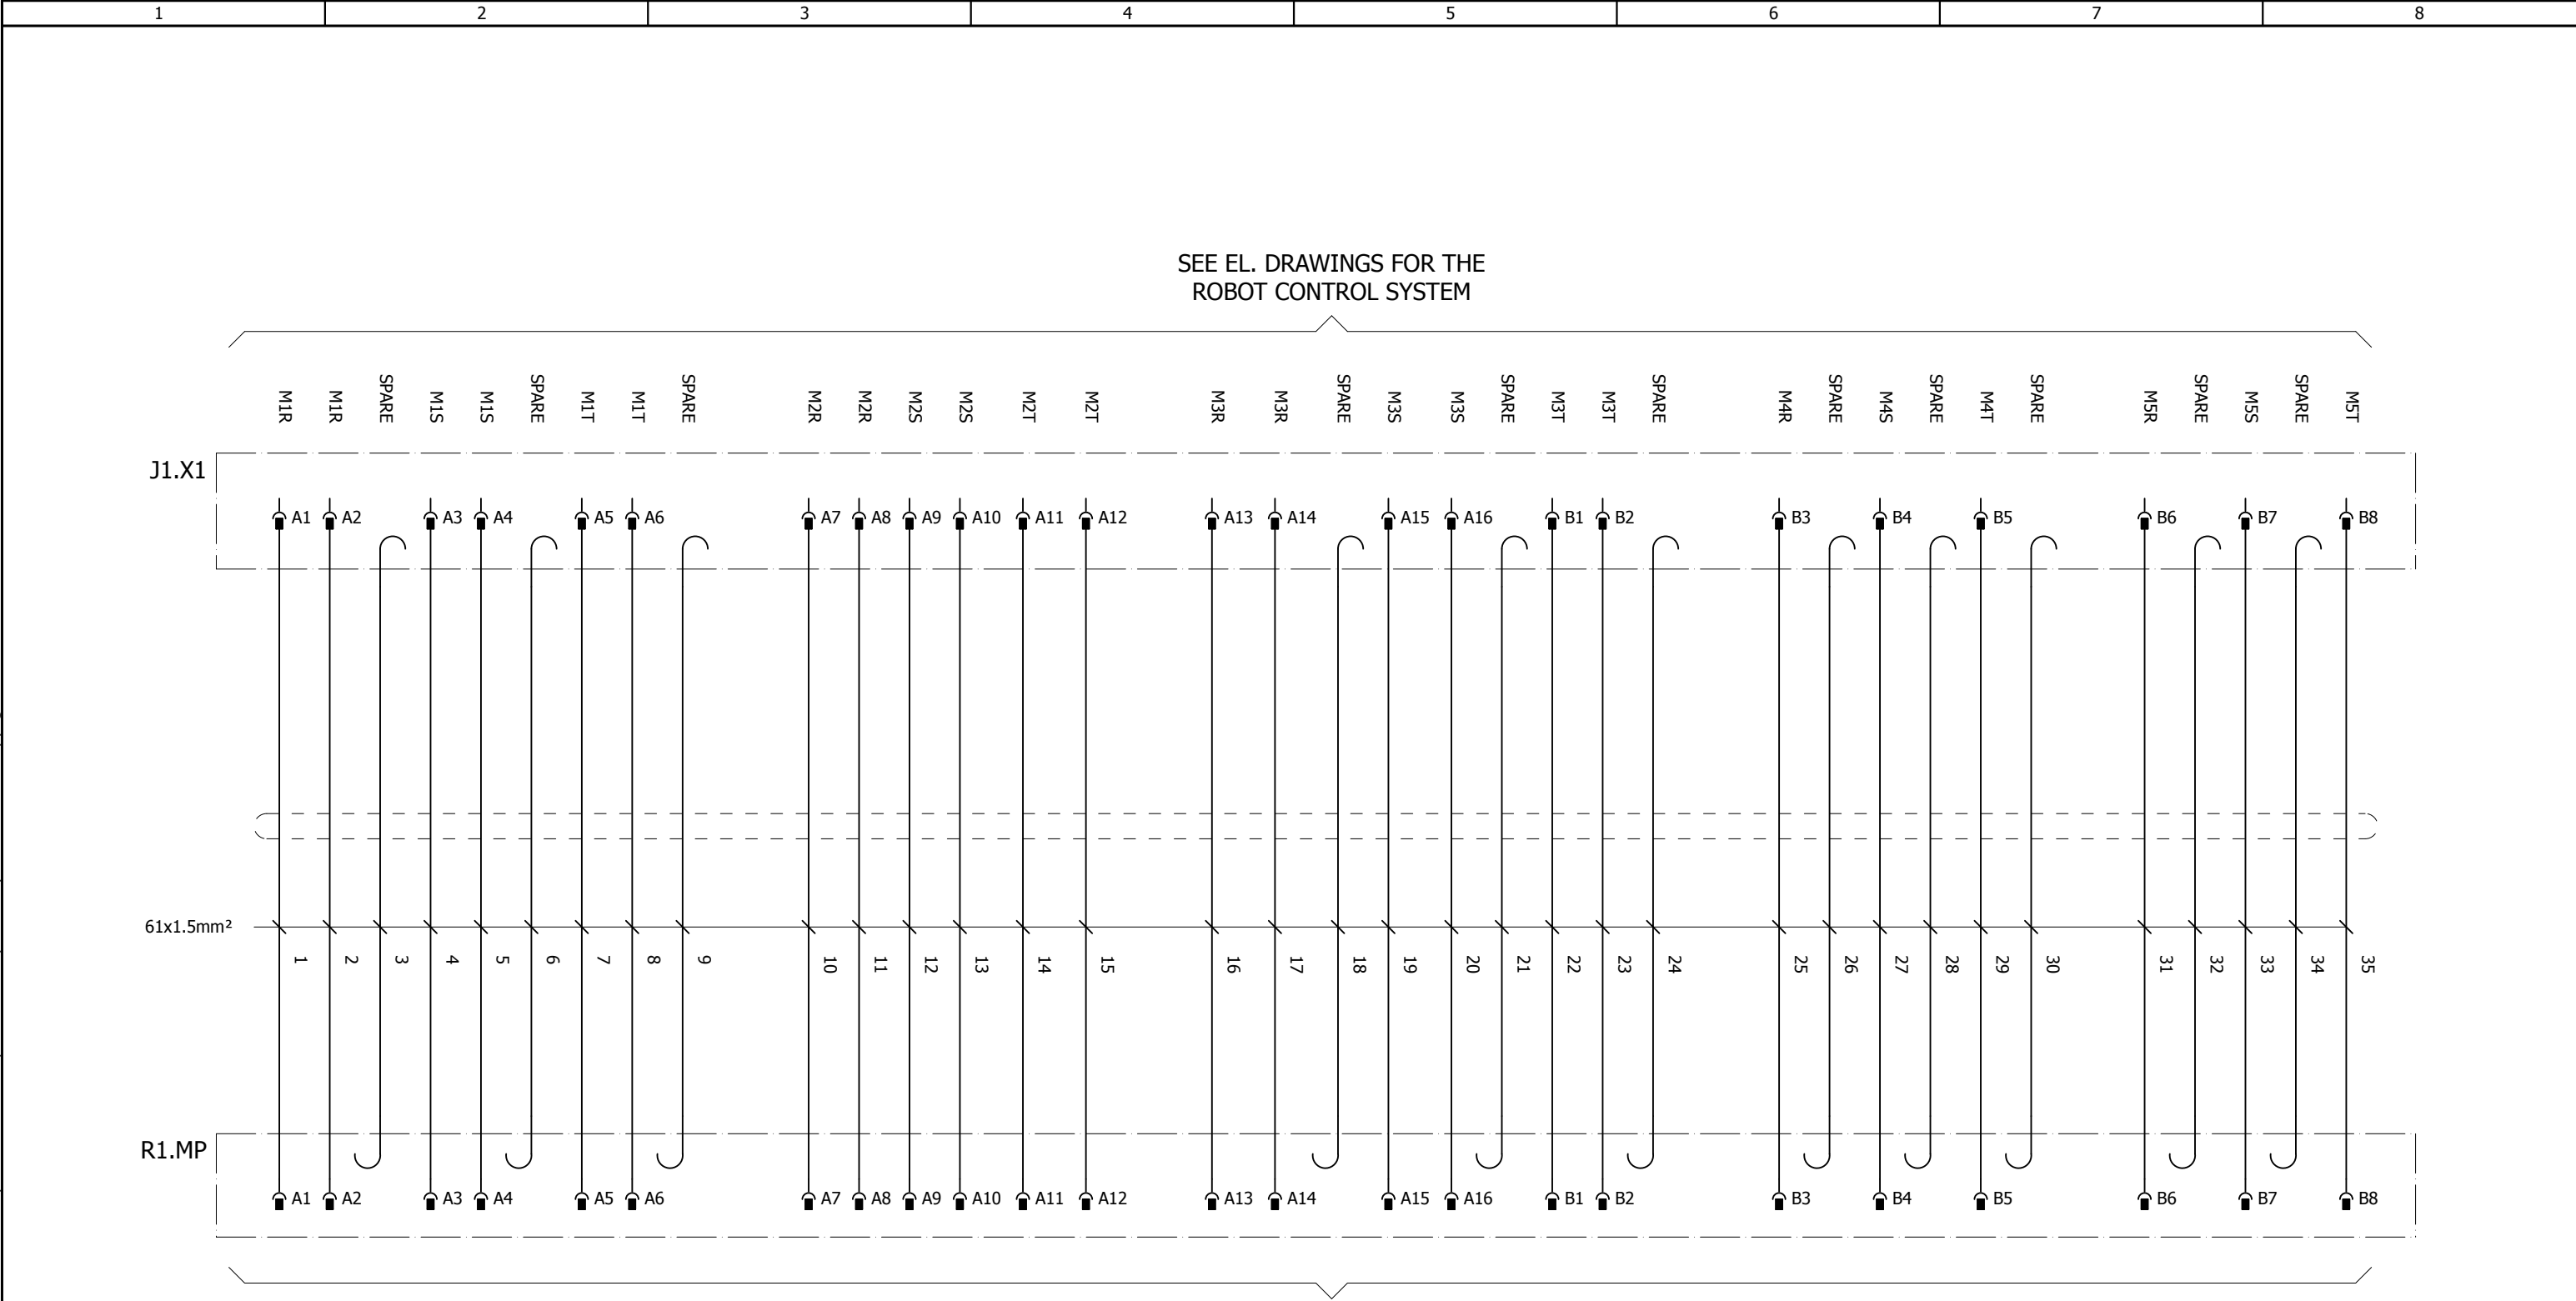 1 2 3 4 5 6 7 8
SEE EL. DRAWINGS FOR THE
ROBOT CONTROL SYSTEM
M1R M1R SPARE M1S M1S SPARE M1T M1T SPARE M2R M2R M2S M2S M2T M2T M3R M3R SPARE M3S M3S SPARE M3T M3T SPARE M4R SPARE M4S SPARE M4T SPARE M5R SPARE M5S SPARE M5T
J1.X1
A1 A2 A3 A4 A5 A6 A7 A8 A9 A10 A11 A12 A13 A14 A15 A16 B1 B2 B3 B4 B5 B6 B7 B8
61x1.5mm²
1 2 3 4 5 6 7 8 9 10 11 12 13 14 15 16 17 18 19 20 21 22 23 24 25 26 27 28 29 30 31 32 33 34 35
R1.MP
A1 A2 A3 A4 A5 A6 A7 A8 A9 A10 A11 A12 A13 A14 A15 A16 B1 B2 B3 B4 B5 B6 B7 B8